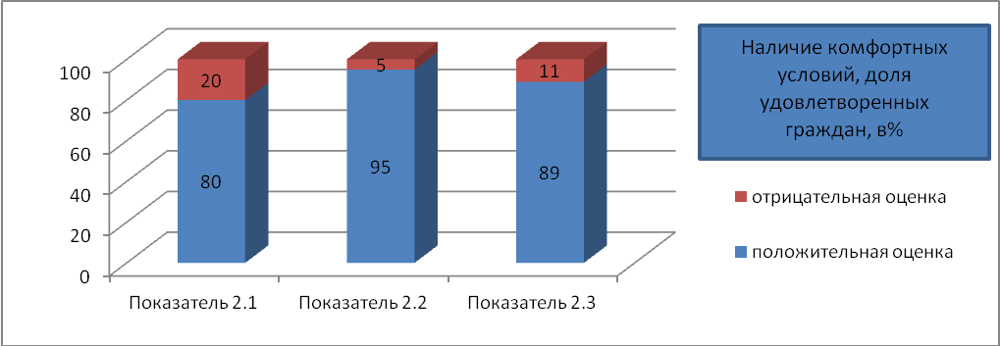 100
80
60
40
20
0
20
5
11
80
95
89
Показатель 2.1
Показатель 2.2
Показатель 2.3
Наличие комфортных
условий, доля
удовлетворенных
граждан, в%
отрицательная оценка
положительная оценка